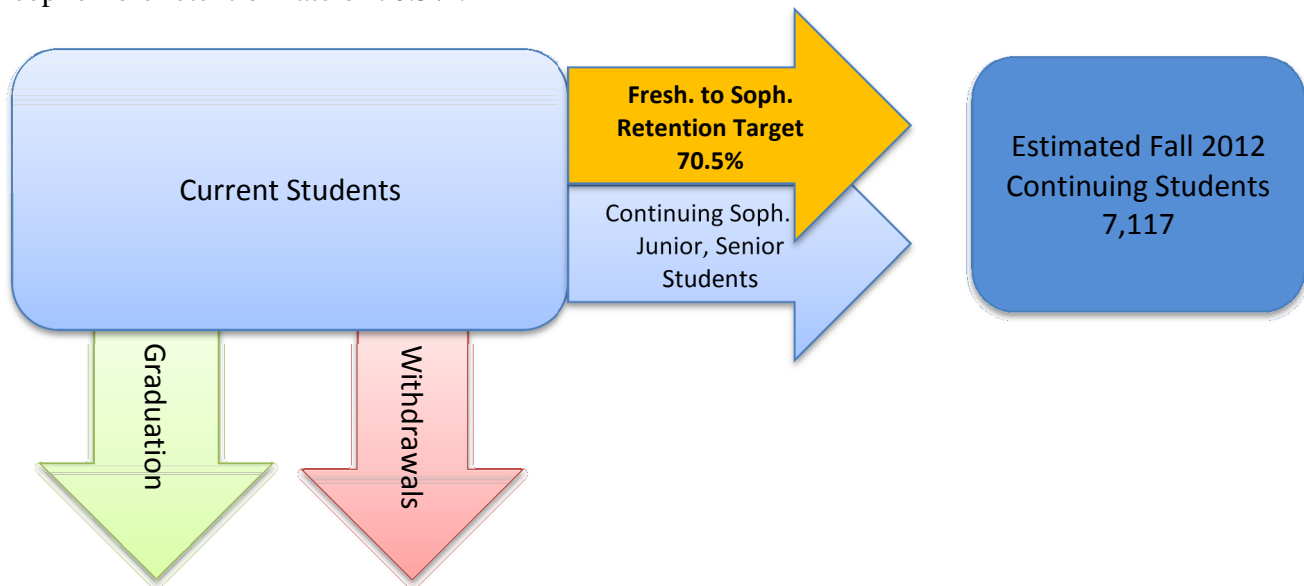 Fresh. to Soph.
Retention Target
70.5%
Current Students
Continuing Soph.
Junior, Senior
Students
Estimated Fall 2012
Continuing Students
7,117
Graduation
Withdrawals